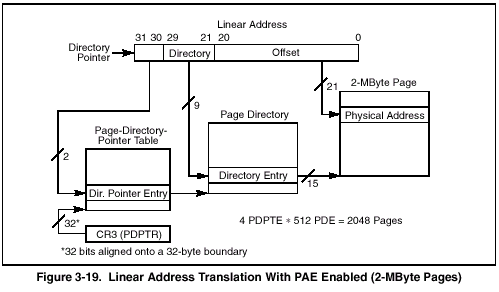 Linear Address
31 30 29 21 20 0
Directory Pointer
Directory
Offset
2-MByte Page
21
9
Page Directory
Physical Address
Page-Directory-
Pointer Table
2
Directory Entry
15
Dir. Pointer Entry
4 PDPTE * 512 PDE = 2048 Pages
32*
CR3 (PDPTR)
*32 bits aligned onto a 32-byte boundary
Figure 3-19. Linear Address Translation With PAE Enabled (2-MByte Pages)